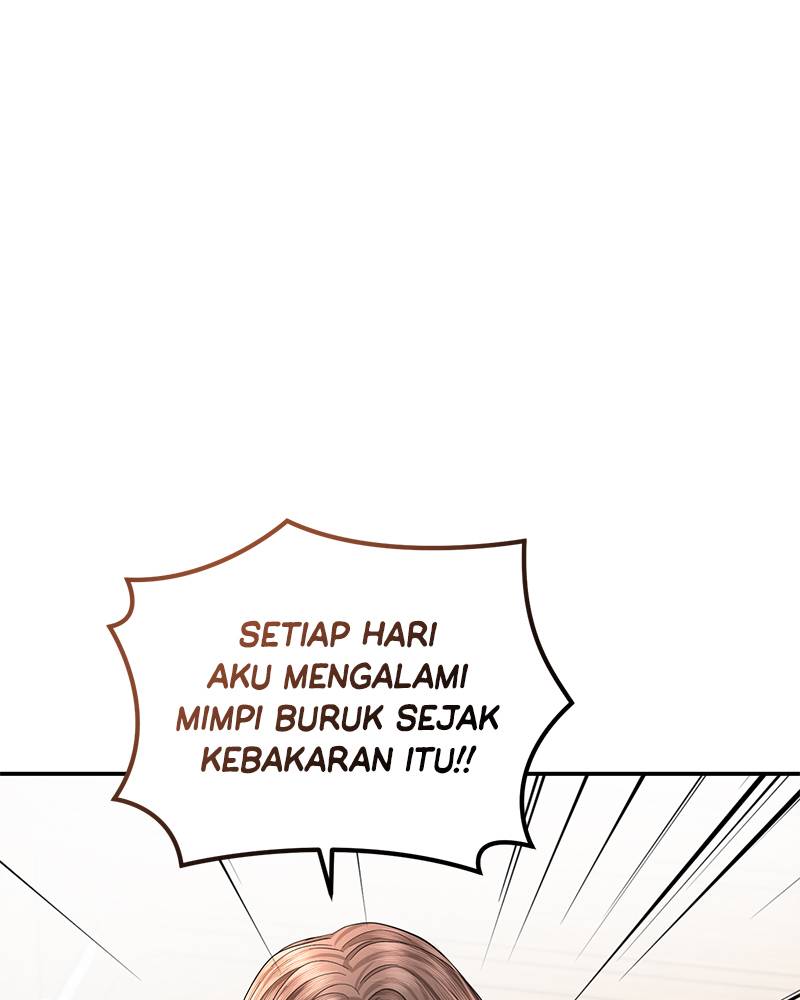 SETIAP HARI
AKU MENGALAMI
MIMPI BURUK SEJAK
KEBAKARAN ITU!!